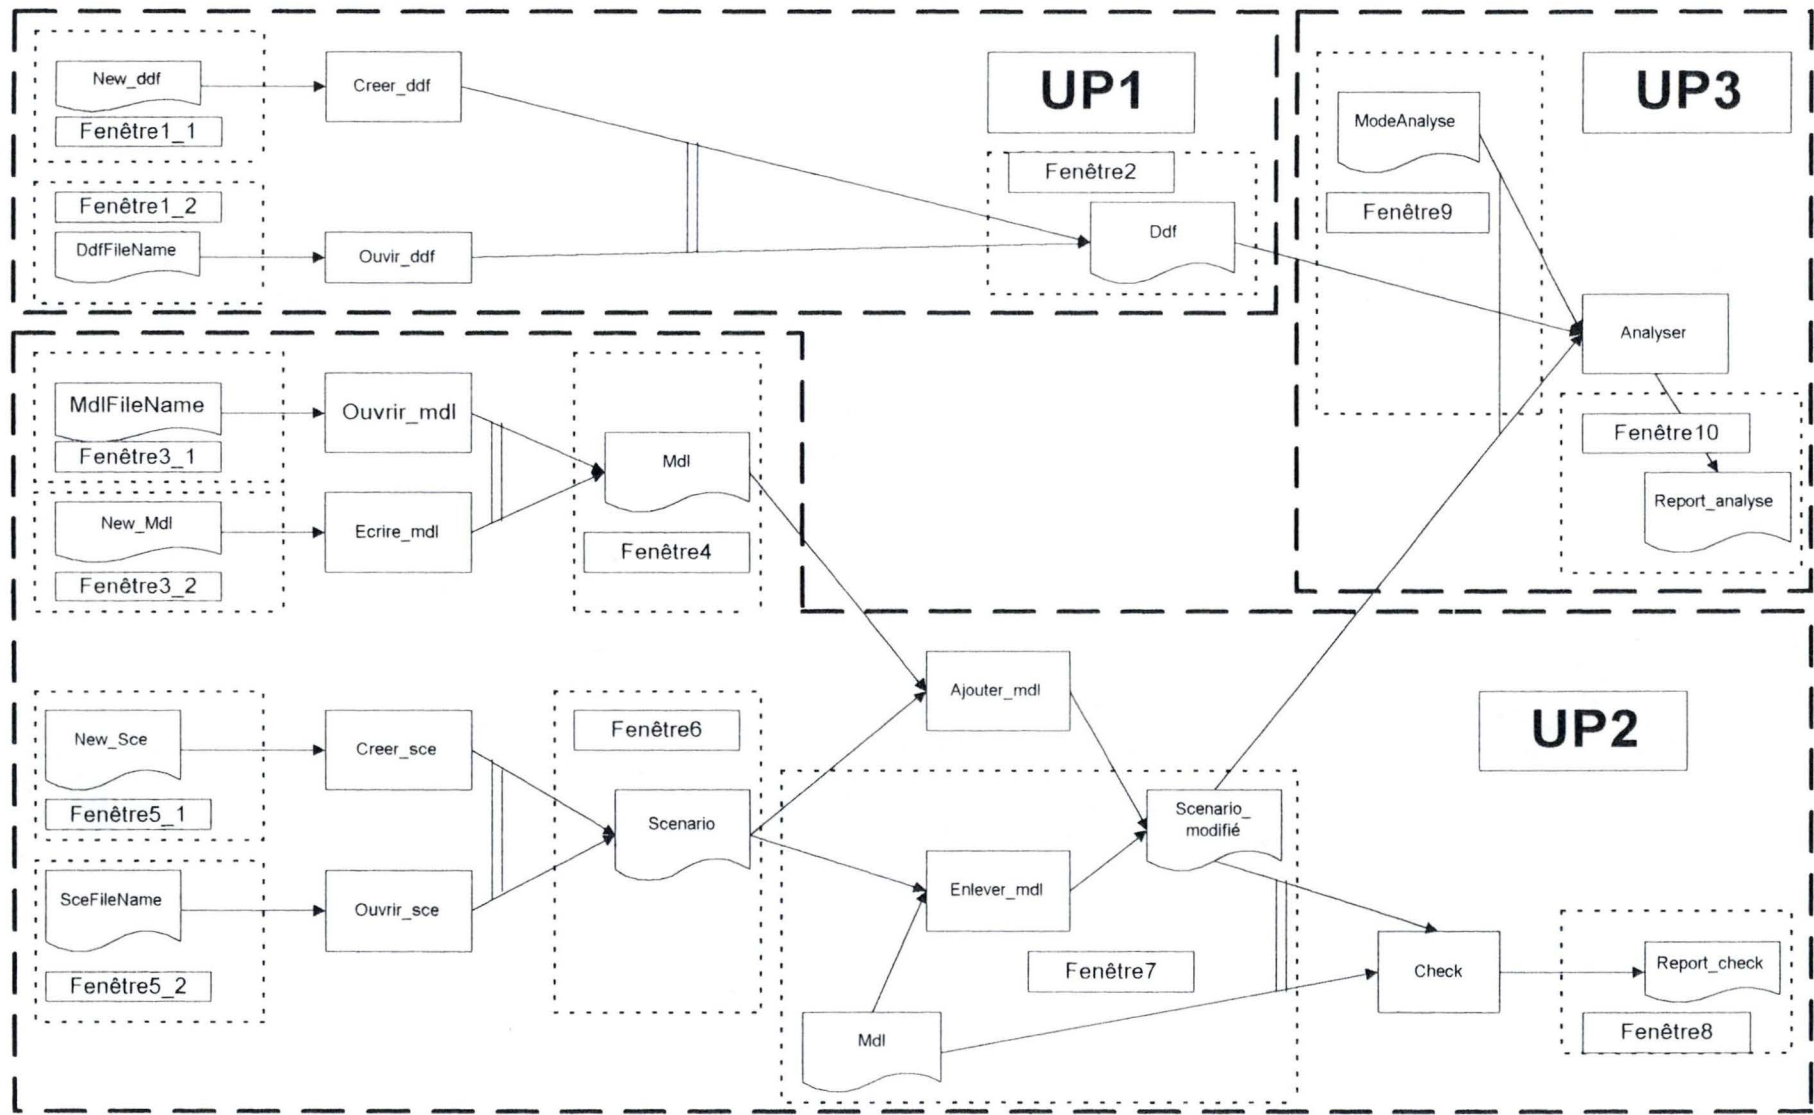 New_ddf
Fenêtre1_1
Creer_ddf
UP1
Fenêtre1_2
DdfFileName
Ouvir_ddf
Fenêtre2
Ddf
UP3
ModeAnalyse
Fenêtre9
Analyser
Fenêtre10
Report_analyse
MdlFileName
Fenêtre3_1
Ouvrir_mdl
New_Mdl
Fenêtre3_2
Ecrire_mdl
Mdl
Fenêtre4
UP2
New_Sce
Fenêtre5_1
Creer_sce
SceFileName
Fenêtre5_2
Ouvrir_sce
Fenêtre6
Scenario
Ajouter_mdl
Enlever_mdl
Scenario_
modifié
Fenêtre7
Mdl
Check
Report_check
Fenêtre8